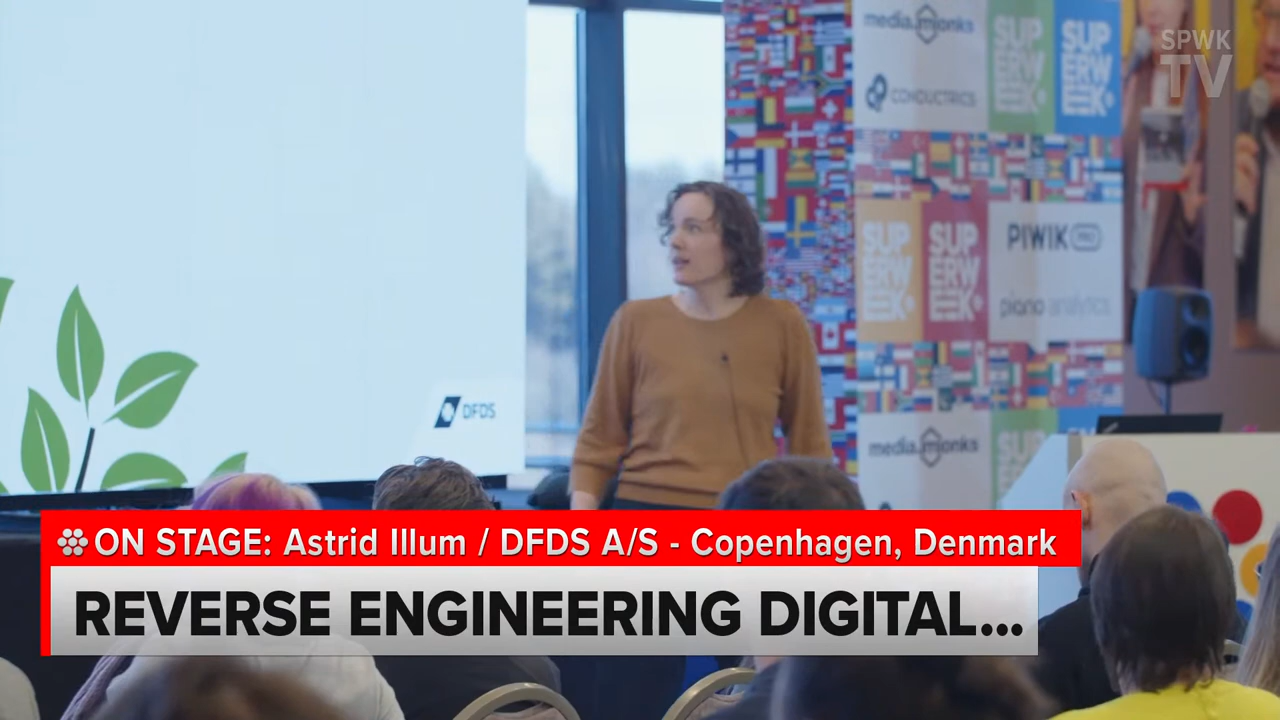 media.monks
CONDUCTRICS
SUP
ERW
EEK
SUP
ERW
EEK
SPWK
TV
SUP
ERW
EEK
SUP
ERW
EEK
PIWIK PRO
piano analytics
DFDS
media.monks
SUP
ON STAGE: Astrid Illum / DFDS A/S - Copenhagen, Denmark
REVERSE ENGINEERING DIGITAL...